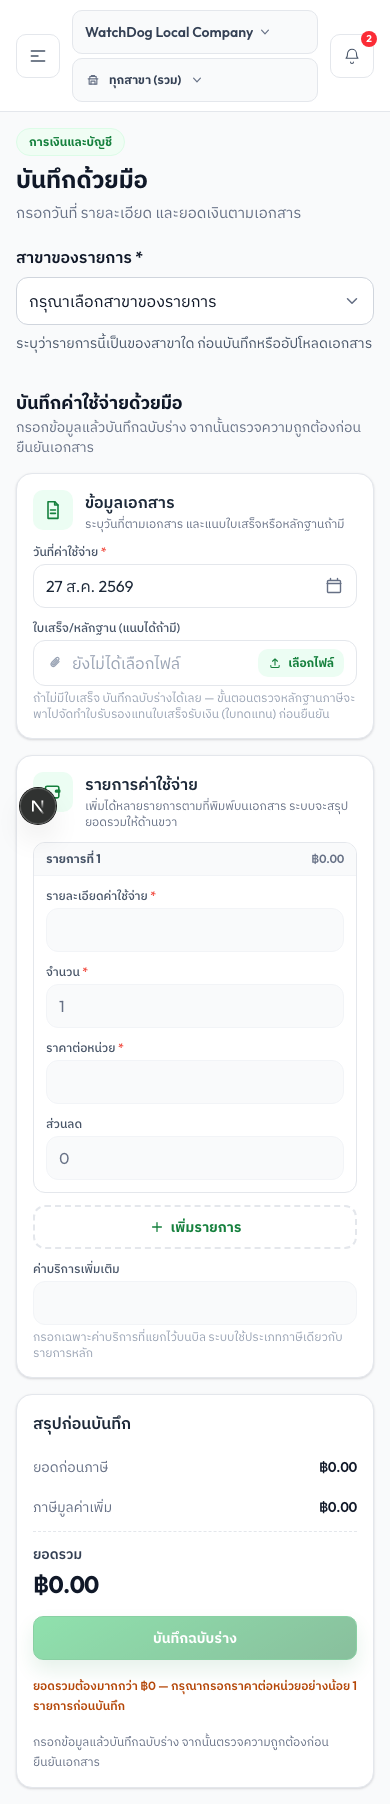 WatchDog Local Company
2
ทุกสาขา (รวม)
การเงินและบัญชี
บันทึกด้วยมือ
กรอกวันที่ รายละเอียด และยอดเงินตามเอกสาร
สาขาของรายการ *
กรุณาเลือกสาขาของรายการ
ระบุว่ารายการนี้เป็นของสาขาใด ก่อนบันทึกหรืออัปโหลดเอกสาร
บันทึกค่าใช้จ่ายด้วยมือ
กรอกข้อมูลแล้วบันทึกฉบับร่าง จากนั้นตรวจความถูกต้องก่อน
ยืนยันเอกสาร
ข้อมูลเอกสาร
ระบุวันที่ตามเอกสาร และแนบใบเสร็จหรือหลักฐานถ้ามี
วันที่ค่าใช้จ่าย *
27 ส.ค. 2569
ใบเสร็จ/หลักฐาน (แนบได้ถ้ามี)
ยังไม่ได้เลือกไฟล์
เลือกไฟล์
ถ้าไม่มีใบเสร็จ บันทึกฉบับร่างได้เลย — ขั้นตอนตรวจหลักฐานภาษีจะ
พาไปจัดทำใบรับรองแทนใบเสร็จรับเงิน (ใบทดแทน) ก่อนยืนยัน
รายการค่าใช้จ่าย
เพิ่มได้หลายรายการตามที่พิมพ์บนเอกสาร ระบบจะสรุป
ยอดรวมให้ด้านขวา
N
รายการที่ 1
฿0.00
รายละเอียดค่าใช้จ่าย *
จำนวน *
1
ราคาต่อหน่วย *
ส่วนลด
0
เพิ่มรายการ
ค่าบริการเพิ่มเติม
กรอกเฉพาะค่าบริการที่แยกไว้บนบิล ระบบใช้ประเภทภาษีเดียวกับ
รายการหลัก
สรุปก่อนบันทึก
ยอดก่อนภาษี
฿0.00
ภาษีมูลค่าเพิ่ม
฿0.00
ยอดรวม
฿0.00
บันทึกฉบับร่าง
ยอดรวมต้องมากกว่า ฿0 — กรุณากรอกราคาต่อหน่วยอย่างน้อย 1
รายการก่อนบันทึก
กรอกข้อมูลแล้วบันทึกฉบับร่าง จากนั้นตรวจความถูกต้องก่อน
ยืนยันเอกสาร